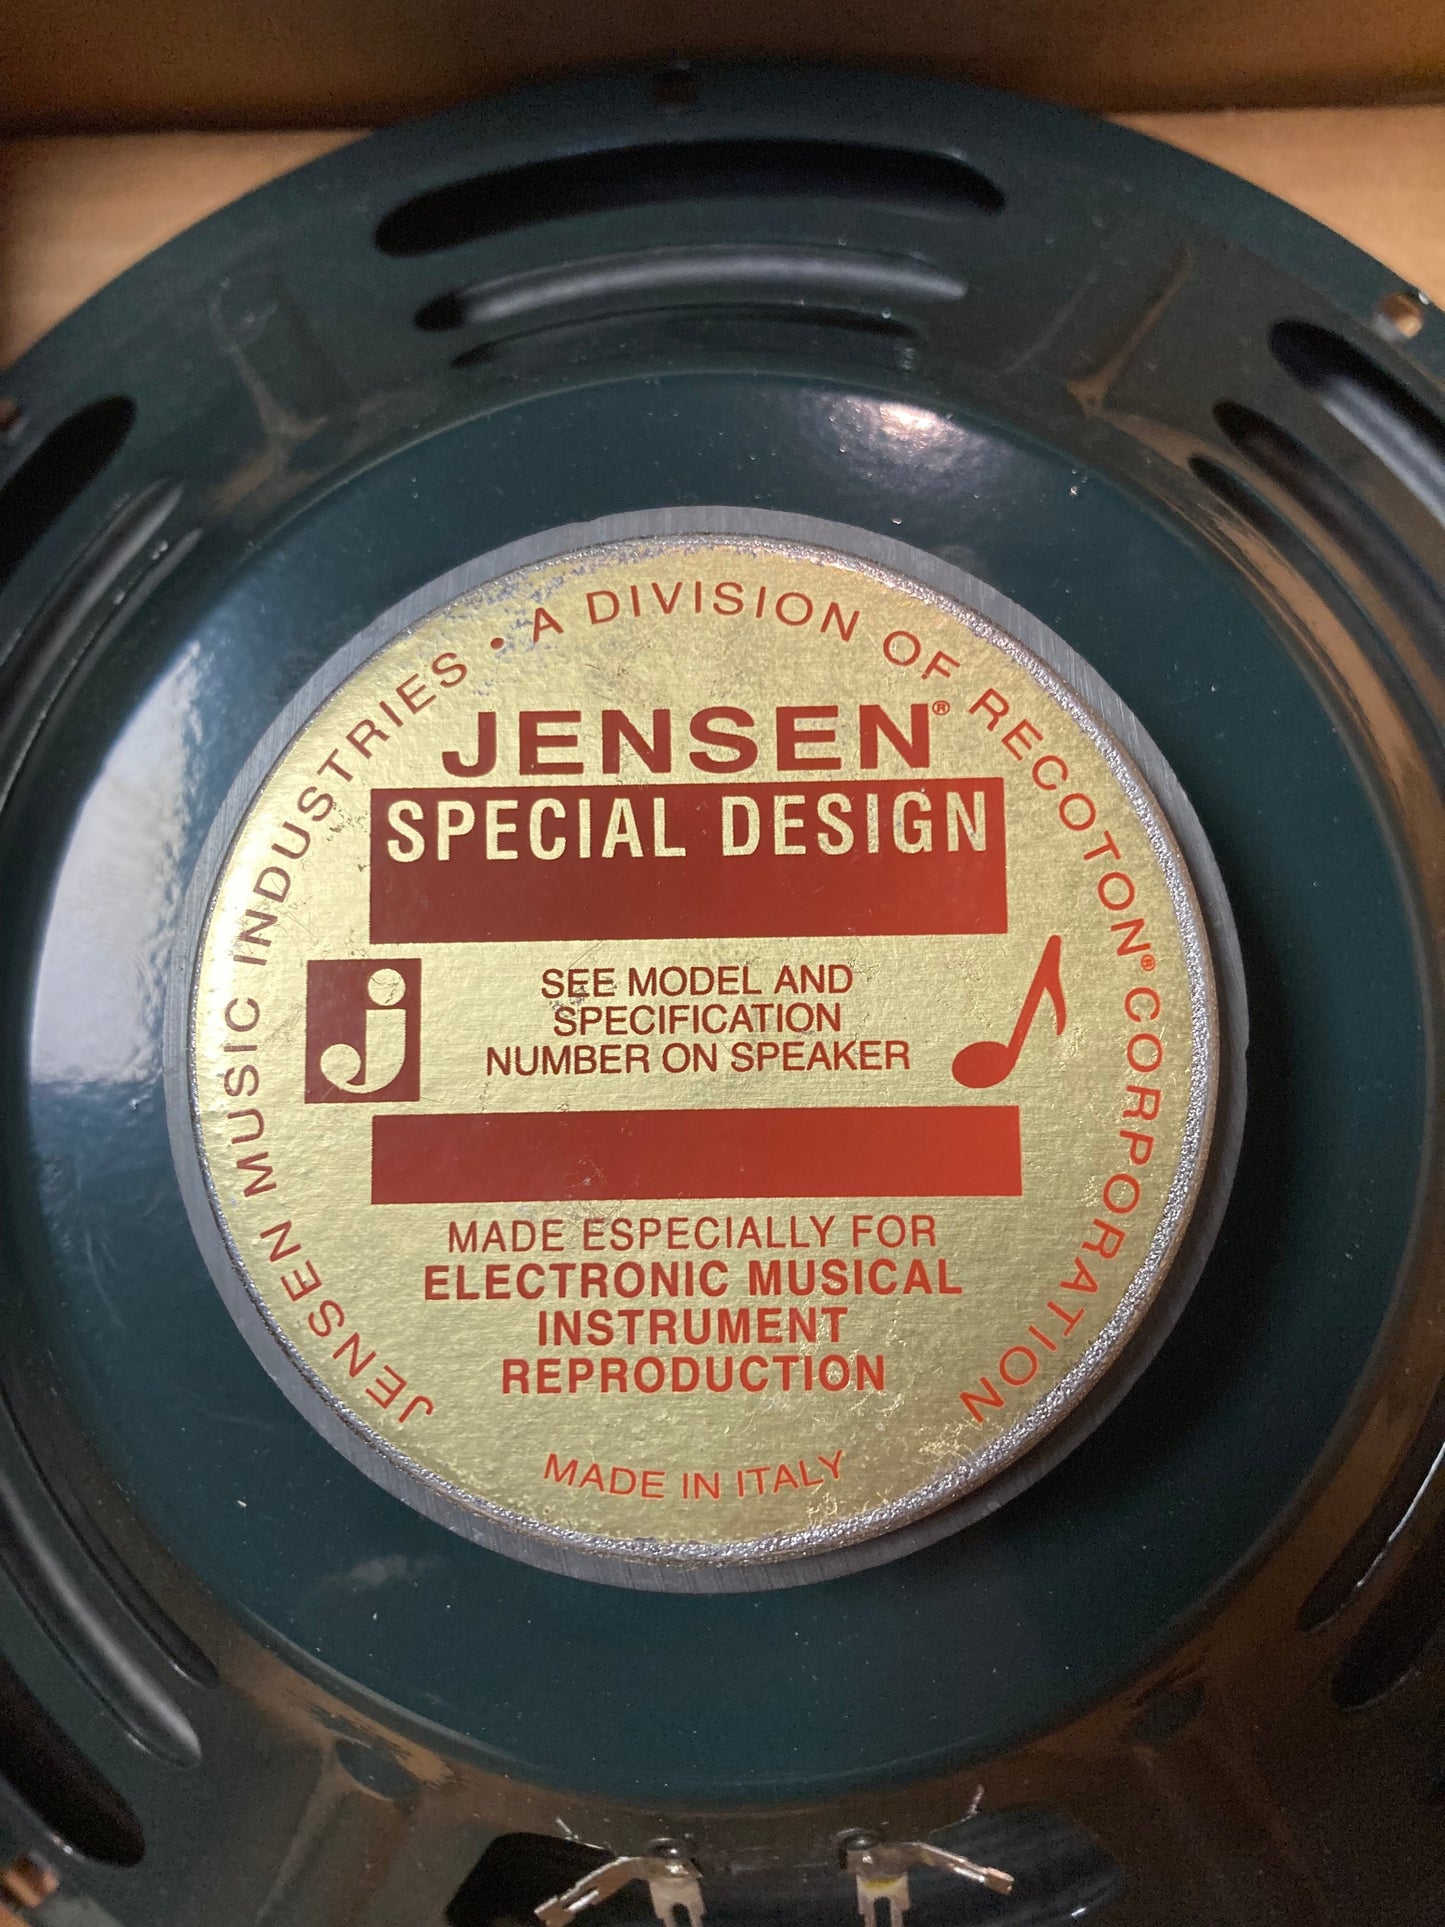 JENSEN MUSIC INDUSTRIES • A DIVISION OF RECOTON® CORPORATION
JENSEN®
SPECIAL DESIGN
j
SEE MODEL AND
SPECIFICATION
NUMBER ON SPEAKER
MADE ESPECIALLY FOR
ELECTRONIC MUSICAL
INSTRUMENT
REPRODUCTION
MADE IN ITALY